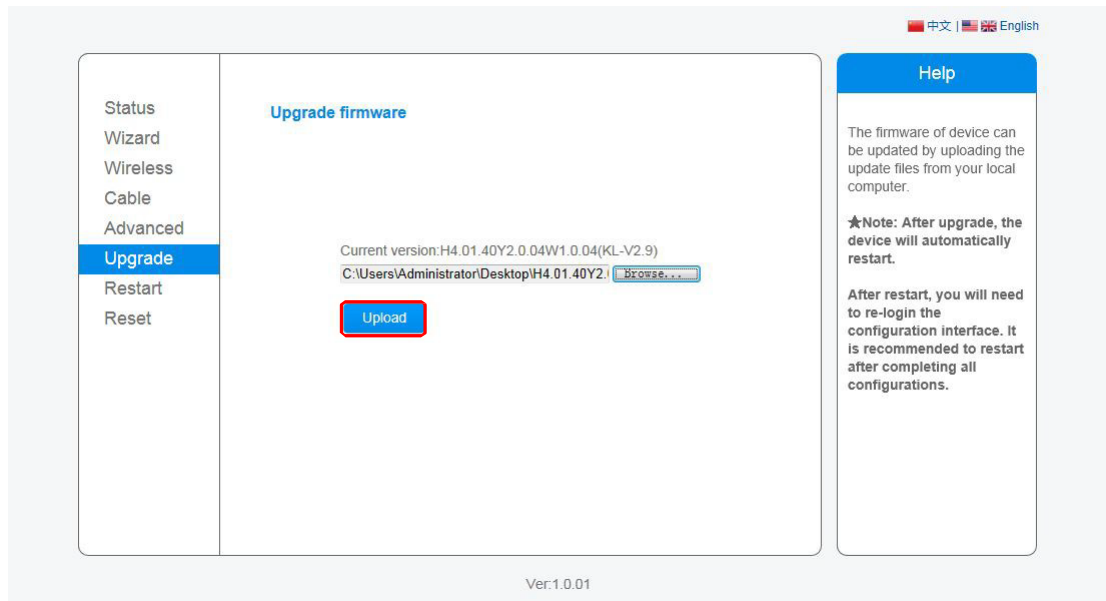 中文 | English
Status
Wizard
Wireless
Cable
Advanced
Upgrade
Restart
Reset
Upgrade firmware
Current version:H4.01.40Y2.0.04W1.0.04(KL-V2.9)
C:\Users\Administrator\Desktop\H4.01.40Y2.
Browse...
Upload
Help
The firmware of device can
be updated by uploading the
update files from your local
computer.
★Note: After upgrade, the
device will automatically
restart.
After restart, you will need
to re-login the
configuration interface. It
is recommended to restart
after completing all
configurations.
Ver:1.0.01